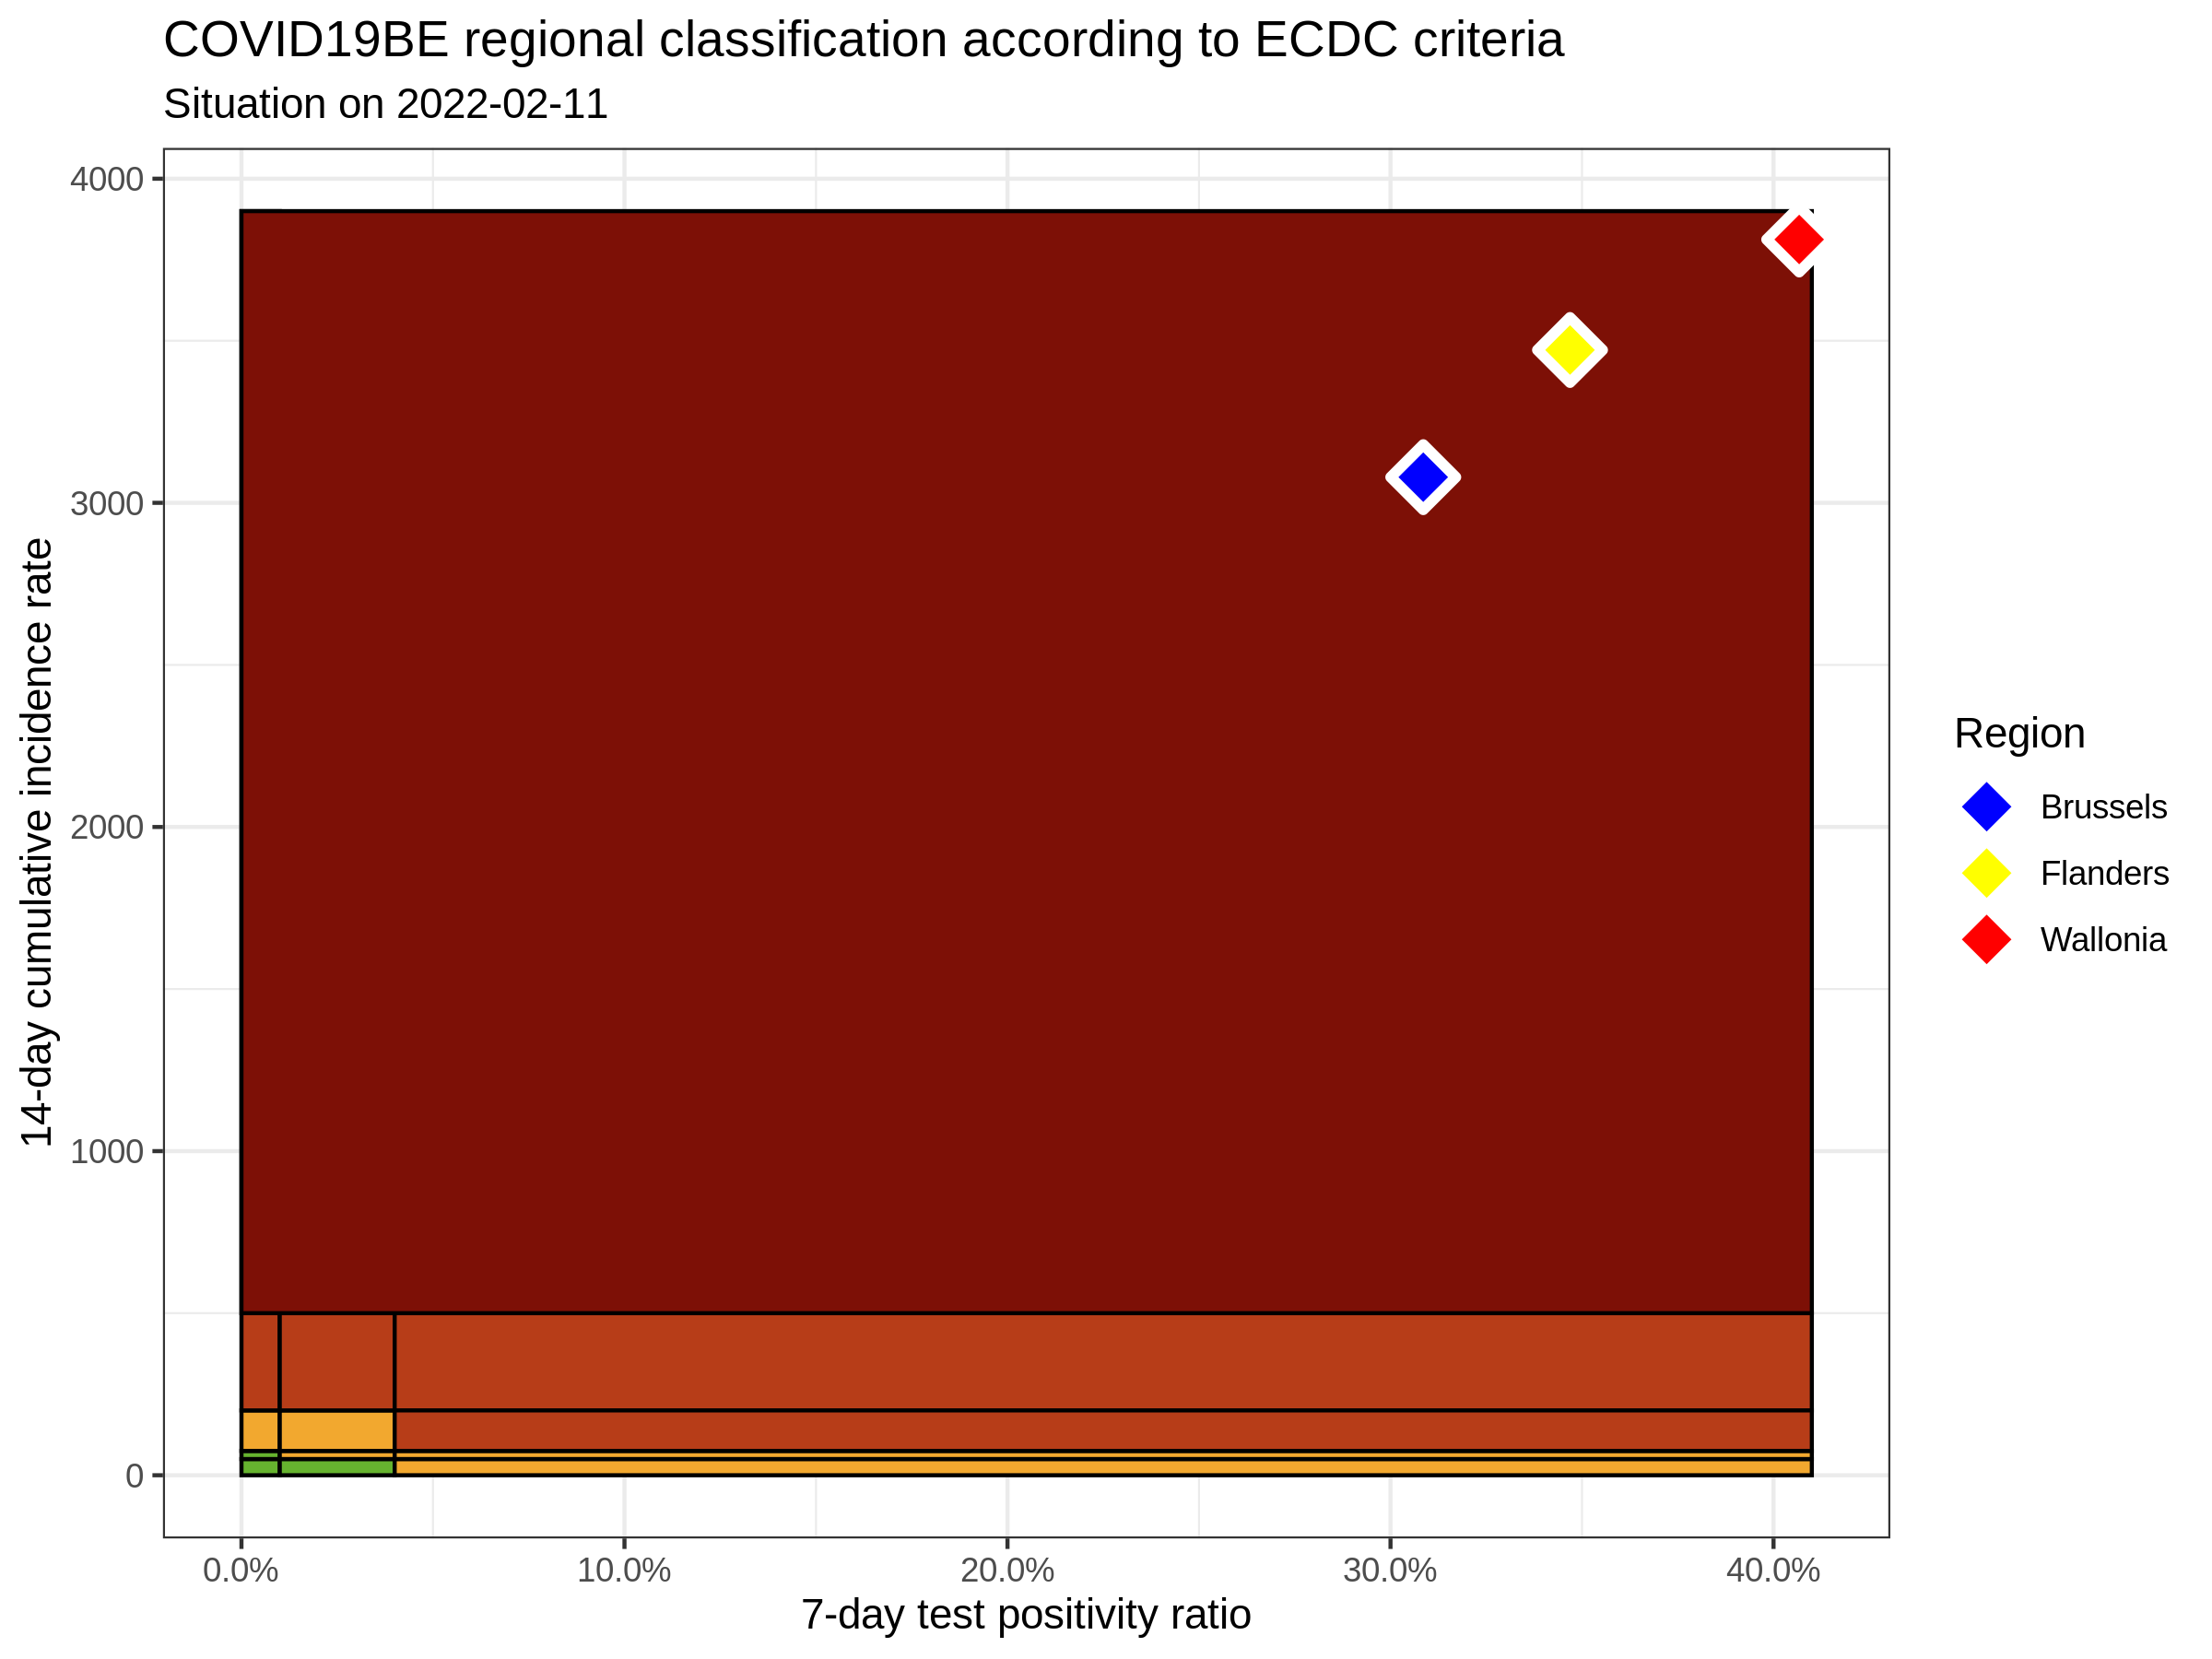 COVID19BE regional classification according to ECDC criteria
Situation on 2022-02-11
14-day cumulative incidence rate
4000
3000
2000
1000
0
0.0%
10.0%
20.0%
30.0%
40.0%
7-day test positivity ratio
Region
Brussels
Flanders
Wallonia